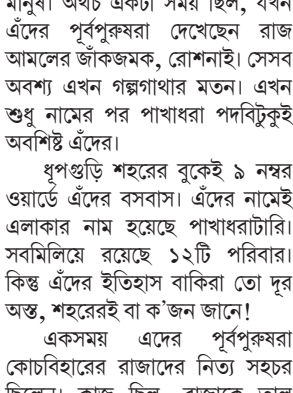 মানুষ। অথচ একটা সময় ছিল, যখন
এঁদের পূর্বপুরুষরা দেখেছেন রাজ
আমলের জাঁকজমক, রোশনাই। সেসব
অবশ্য এখন গল্পগাথার মতন। এখন
শুধু নামের পর পাখাধরা পদবিটুকুই
অবশিষ্ট এঁদের।
ধূপগুড়ি শহরের বুকেই ৯ নম্বর
ওয়ার্ডে এঁদের বসবাস। এঁদের নামেই
এলাকার নাম হয়েছে পাখাধরাটারি।
সবমিলিয়ে রয়েছে ১২টি পরিবার।
কিন্তু এঁদের ইতিহাস বাকিরা তো দূর
অস্ত, শহরেরই বা ক'জন জানে!
একসময় এদের পূর্বপুরুষরা
কোচবিহারের রাজাদের নিত্য সহচর
ছিলেন। কাজ ছিল, রাজাকে তাল